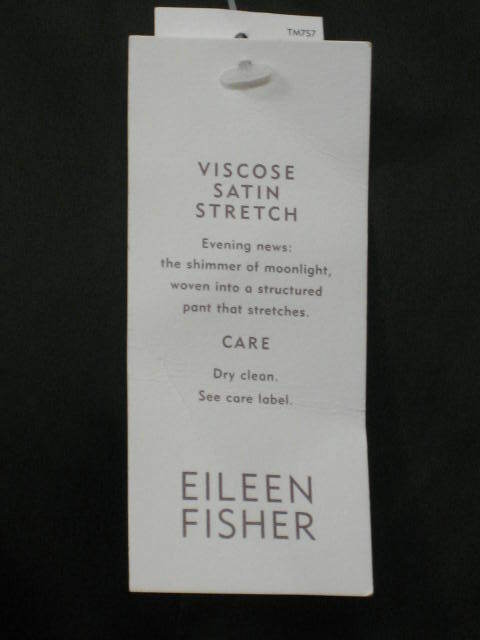 TM757
VISCOSE
SATIN
STRETCH
Evening news:
the shimmer of moonlight,
woven into a structured
pant that stretches.
CARE
Dry clean.
See care label.
EILEEN
FISHER